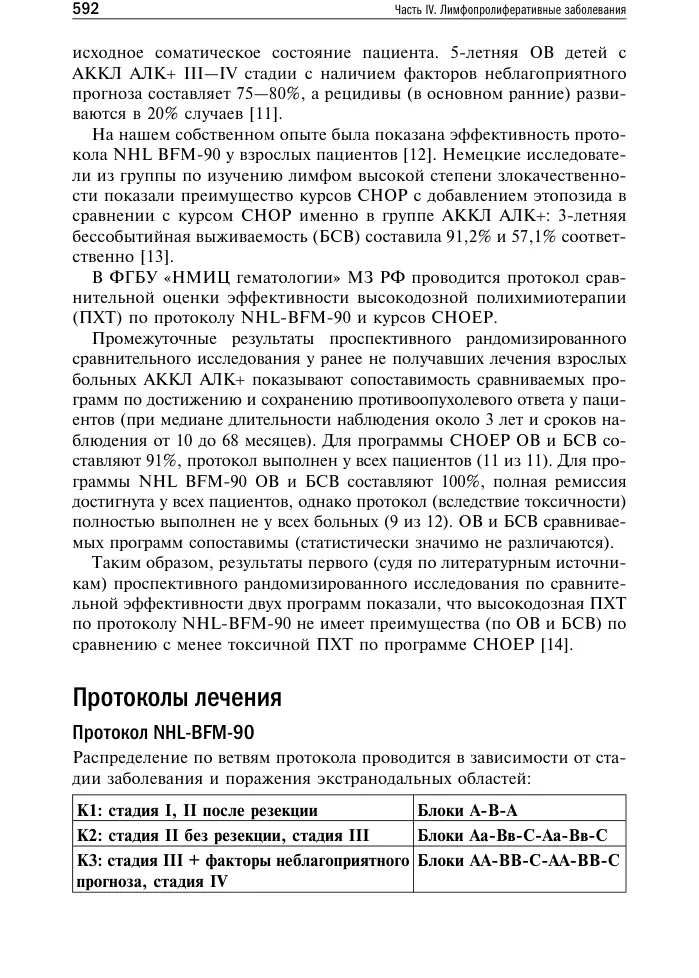 592
Часть IV. Лимфопролиферативные заболевания
исходное соматическое состояние пациента. 5-летняя ОВ детей с
АККЛ АЛК+ III—IV стадии с наличием факторов неблагоприятного
прогноза составляет 75—80%, а рецидивы (в основном ранние) разви-
ваются в 20% случаев [11].
На нашем собственном опыте была показана эффективность прото-
кола NHL BFM-90 у взрослых пациентов [12]. Немецкие исследовате-
ли из группы по изучению лимфом высокой степени злокачественно-
сти показали преимущество курсов CHOP с добавлением этопозида в
сравнении с курсом CHOP именно в группе АККЛ АЛК+: 3-летняя
бессобытийная выживаемость (БСВ) составила 91,2% и 57,1% соответ-
ственно [13].
В ФГБУ «НМИЦ гематологии» МЗ РФ проводится протокол срав-
нительной оценки эффективности высокодозной полихимиотерапии
(ПХТ) по протоколу NHL-BFM-90 и курсов CHOEP.
Промежуточные результаты проспективного рандомизированного
сравнительного исследования у ранее не получавших лечения взрослых
больных АККЛ АЛК+ показывают сопоставимость сравниваемых про-
грамм по достижению и сохранению противоопухолевого ответа у паци-
ентов (при медиане длительности наблюдения около 3 лет и сроков на-
блюдения от 10 до 68 месяцев). Для программы CHOEP ОВ и БСВ со-
ставляют 91%, протокол выполнен у всех пациентов (11 из 11). Для про-
граммы NHL BFM-90 ОВ и БСВ составляют 100%, полная ремиссия
достигнута у всех пациентов, однако протокол (вследствие токсичности)
полностью выполнен не у всех больных (9 из 12). ОВ и БСВ сравнивае-
мых программ сопоставимы (статистически значимо не различаются).
Таким образом, результаты первого (судя по литературным источни-
кам) проспективного рандомизированного исследования по сравните-
льной эффективности двух программ показали, что высокодозная ПХТ
по протоколу NHL-BFM-90 не имеет преимущества (по ОВ и БСВ) по
сравнению с менее токсичной ПХТ по программе CHOEP [14].
Протоколы лечения
Протокол NHL-BFM-90
Распределение по ветвям протокола проводится в зависимости от ста-
дии заболевания и поражения экстранодальных областей:
К1: стадия I, II после резекции	Блоки А-В-А
К2: стадия II без резекции, стадия III	Блоки Аа-Вв-С-Аа-Вв-С
К3: стадия III + факторы неблагоприятного	Блоки АА-ВВ-С-АА-ВВ-С
прогноза, стадия IV